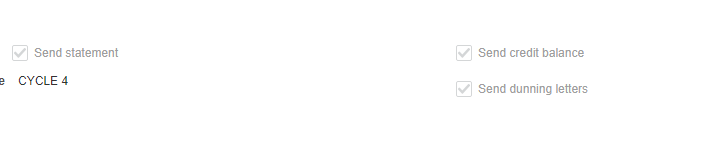 Send statement
Send credit balance
e CYCLE 4
Send dunning letters